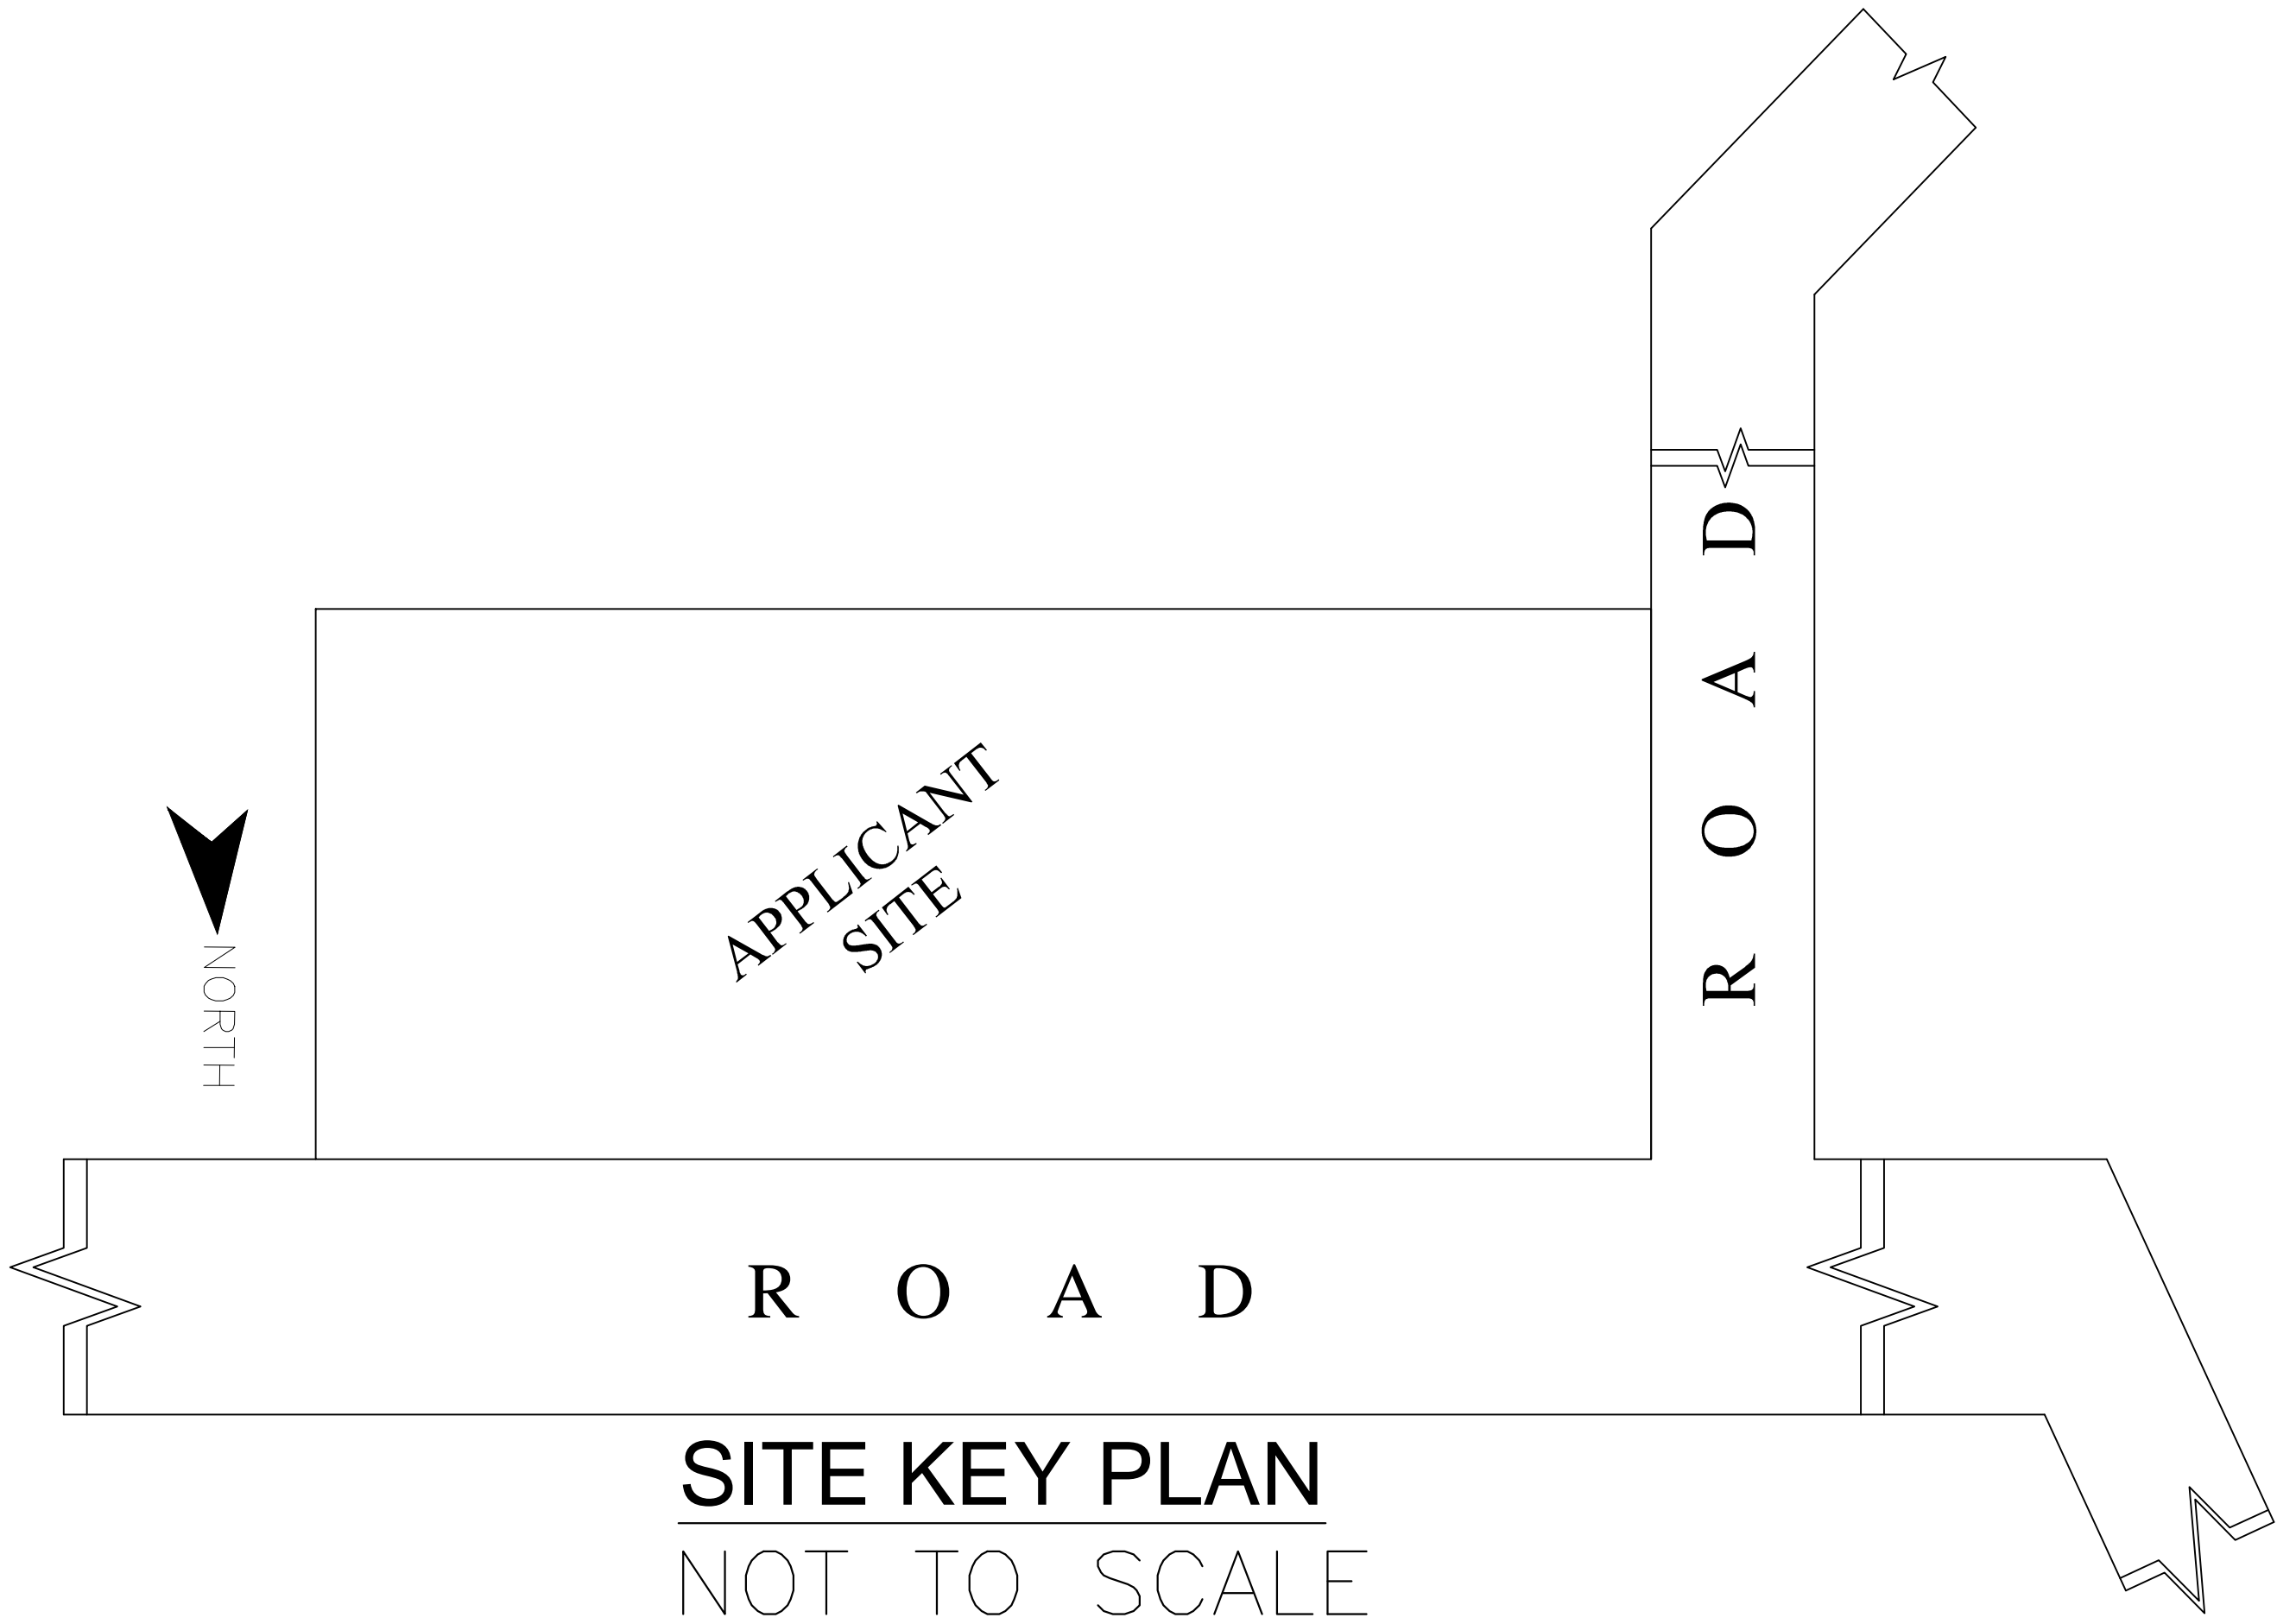 ROAD
APPLICANT
SITE
NORTH
ROAD
SITE KEY PLAN
NOT TO SCALE